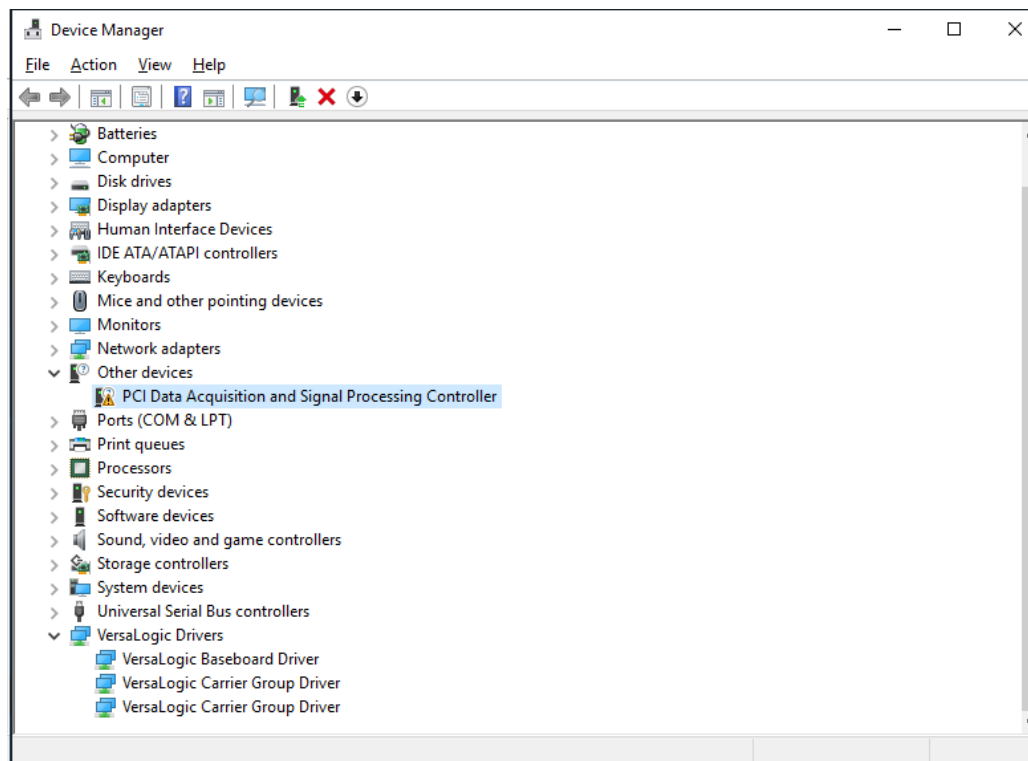 Device Manager
File Action View Help
Batteries
Computer
Disk drives
Display adapters
Human Interface Devices
IDE ATA/ATAPI controllers
Keyboards
Mice and other pointing devices
Monitors
Network adapters
Other devices
PCI Data Acquisition and Signal Processing Controller
Ports (COM & LPT)
Print queues
Processors
Security devices
Software devices
Sound, video and game controllers
Storage controllers
System devices
Universal Serial Bus controllers
VersaLogic Drivers
VersaLogic Baseboard Driver
VersaLogic Carrier Group Driver
VersaLogic Carrier Group Driver